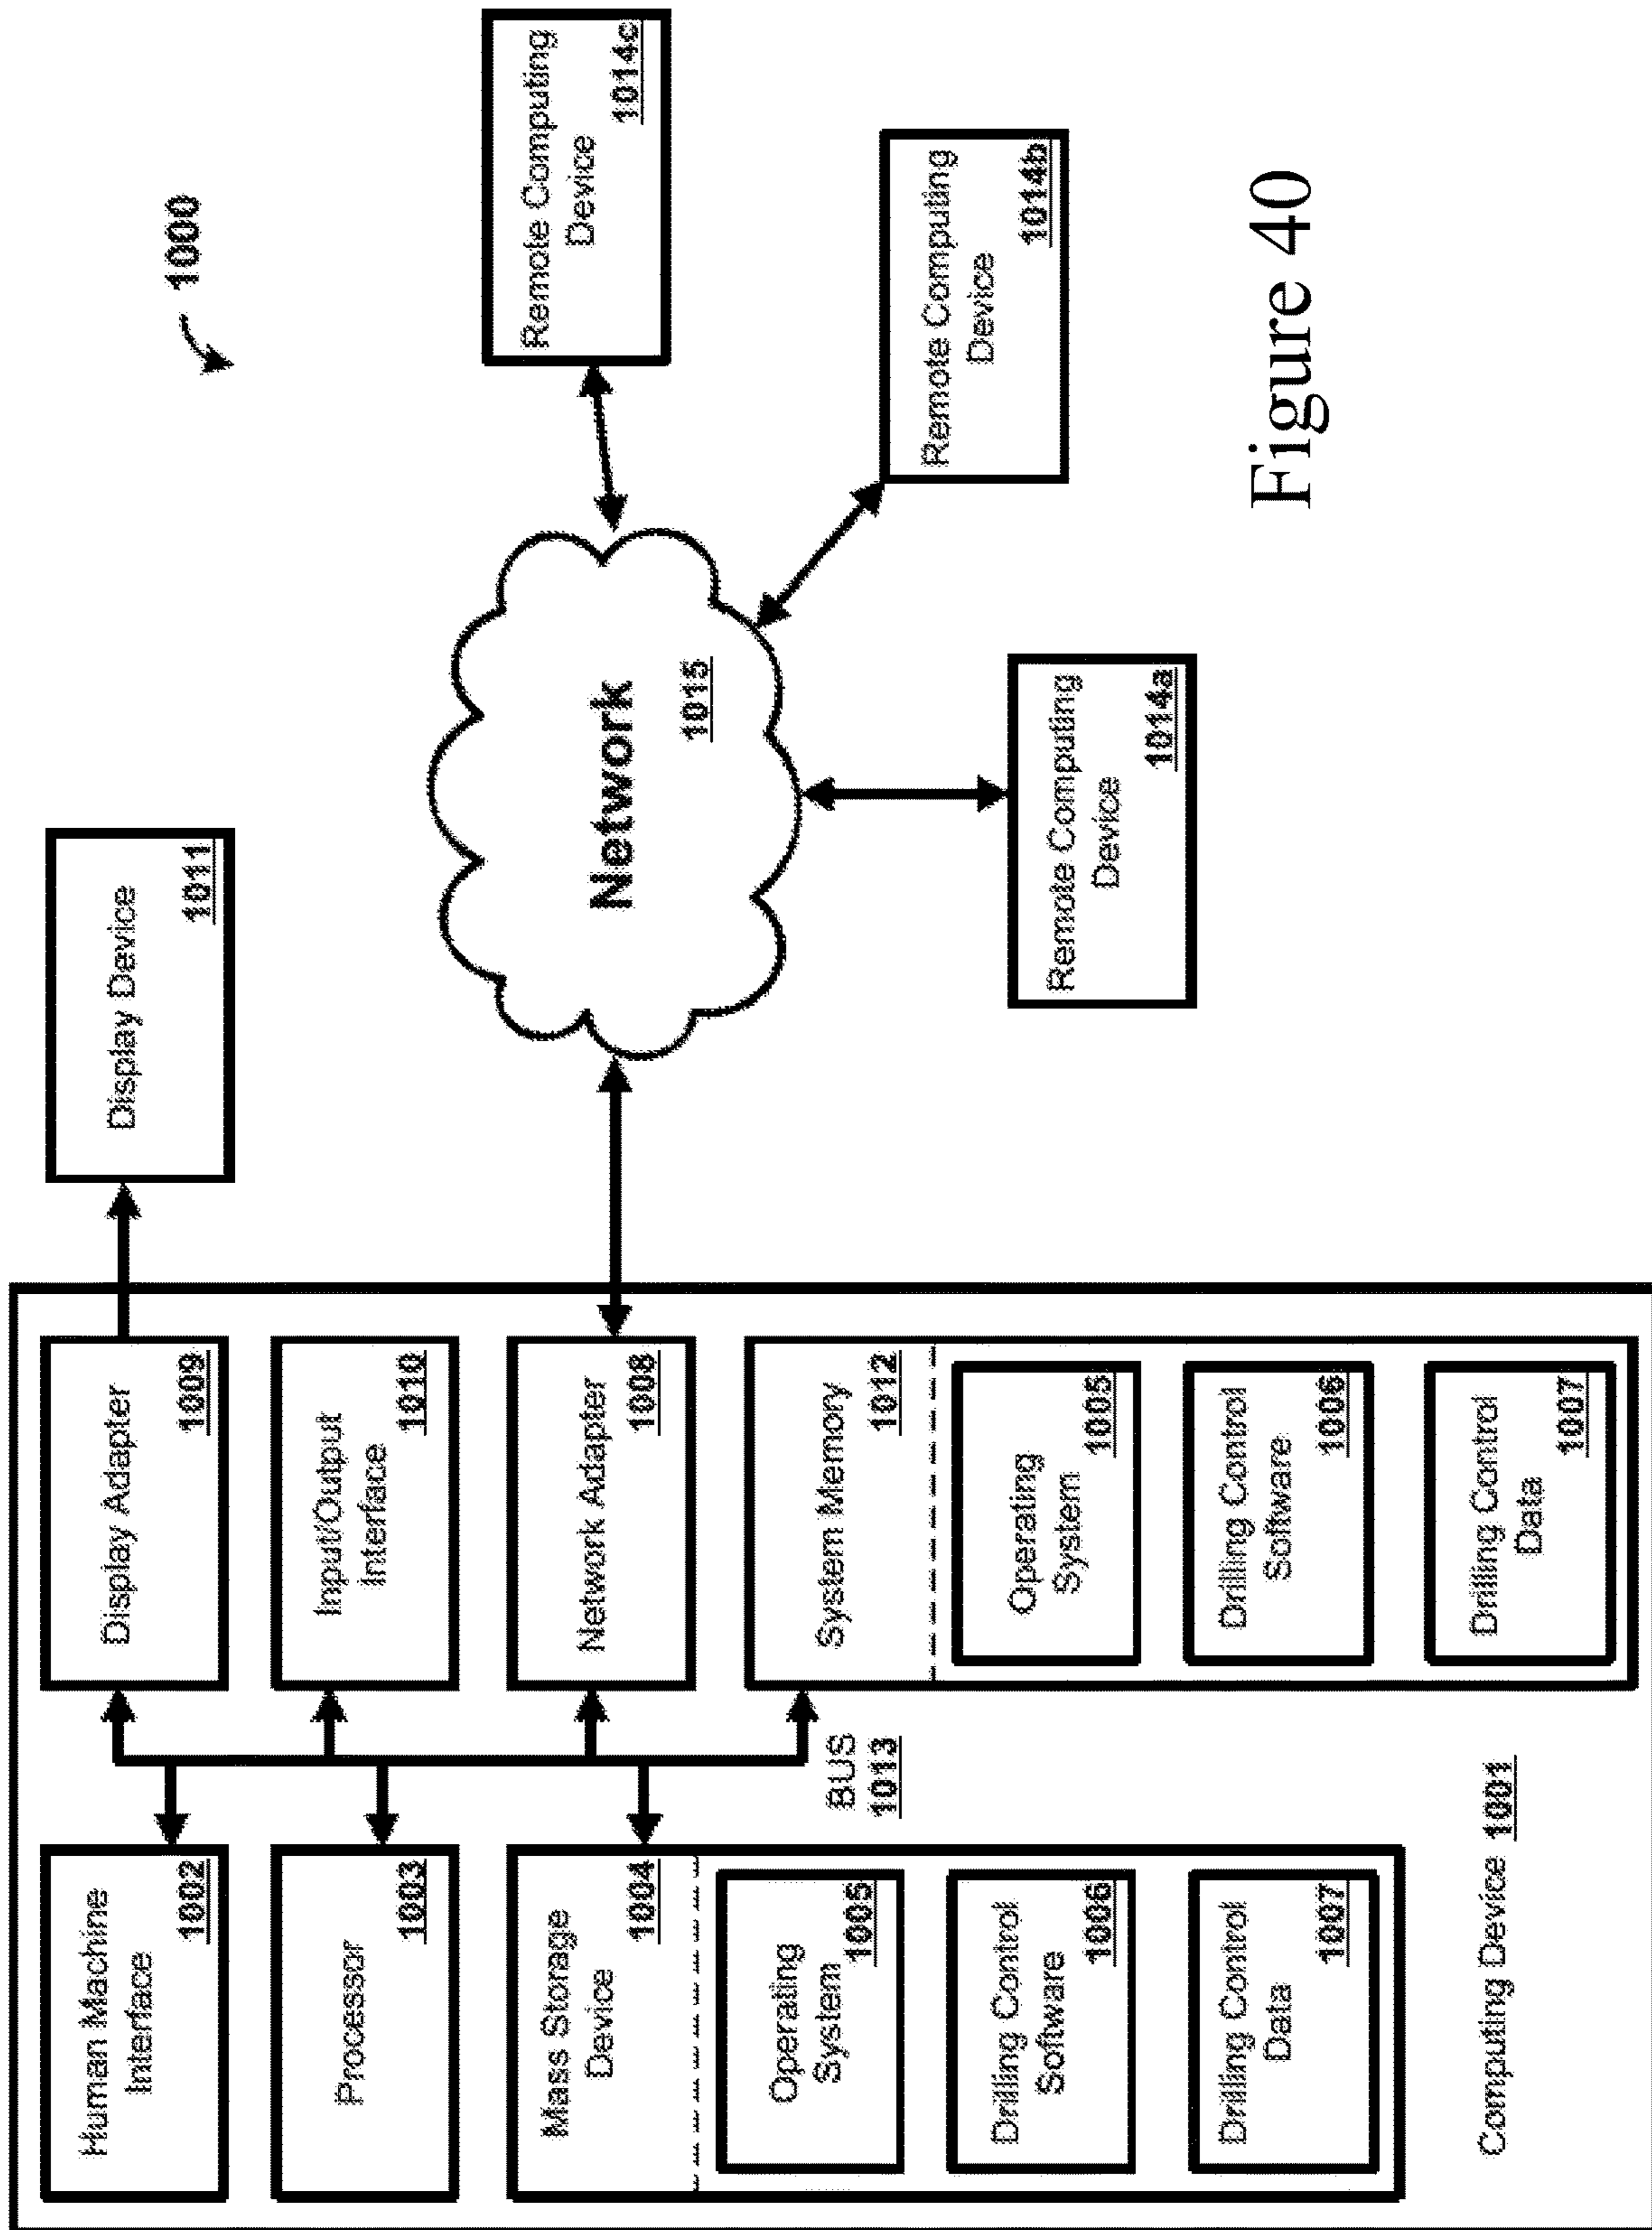 1000
Human Machine
Interface
1002
Processor
1003
Mass Storage
Device
1004
Operating
System
1005
Drilling Control
Software
1006
Drilling Control
Data
1007
BUS
1013
Computing Device 1001
Display Adapter
1009
Input/Output
Interface
1010
Network Adapter
1008
System Memory
1012
Operating
System
1005
Drilling Control
Software
1006
Drilling Control
Data
1007
Display Device
1011
Network
1015
Remote Computing
Device
1014a
Remote Computing
Device
1014b
Remote Computing
Device
1014c
Figure 40